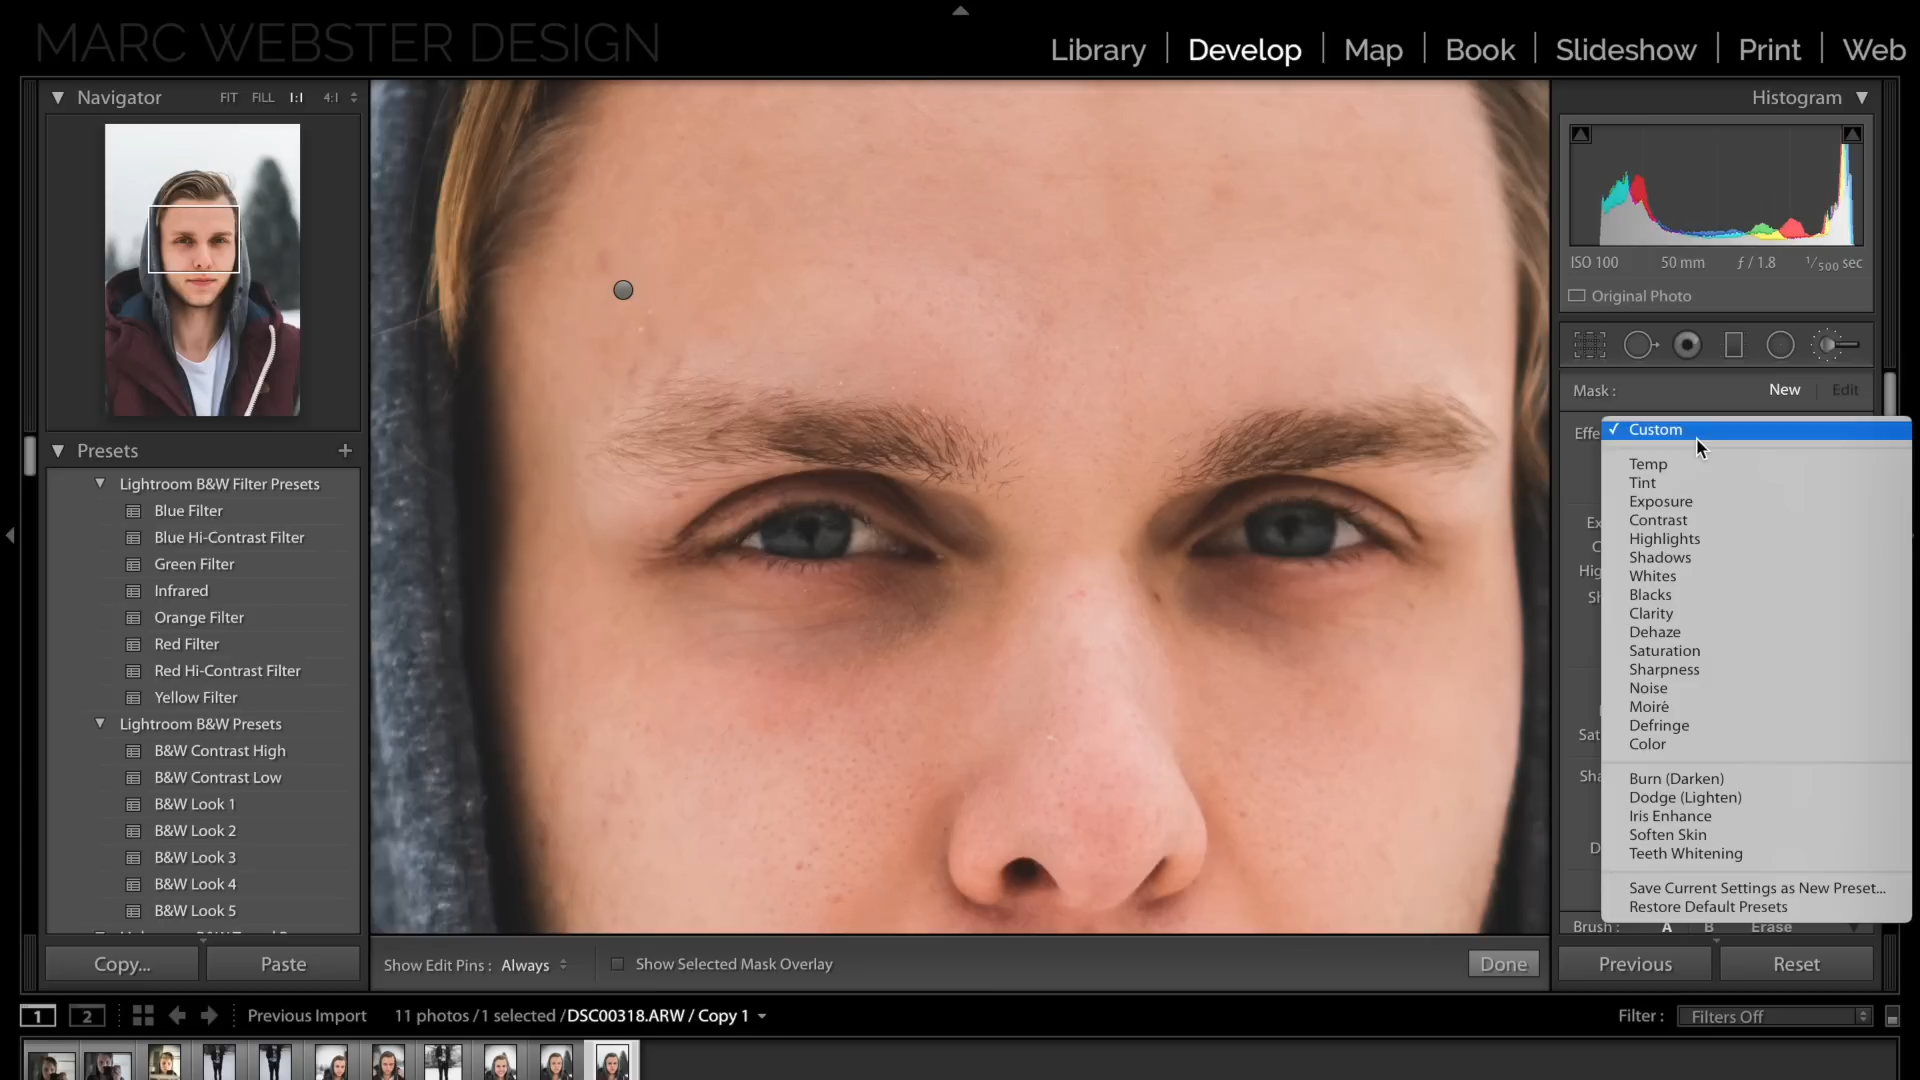 MARC WEBSTER DESIGN
Library | Develop | Map | Book | Slideshow | Print | Web
Navigator FIT FILL 1:1 4:1
Histogram
ISO 100 50 mm ƒ / 1.8 1/500 sec
Original Photo
Mask : New | Edit
Effe
✓ Custom
Temp
Tint
Exposure
Contrast
Highlights
Shadows
Whites
Blacks
Clarity
Dehaze
Saturation
Sharpness
Noise
Moiré
Defringe
Color
Burn (Darken)
Dodge (Lighten)
Iris Enhance
Soften Skin
Teeth Whitening
Save Current Settings as New Preset...
Restore Default Presets
Ex
C
Hig
Sh
Sat
Sha
D
Brush : A B Erase
Presets +
Lightroom B&W Filter Presets
Blue Filter
Blue Hi-Contrast Filter
Green Filter
Infrared
Orange Filter
Red Filter
Red Hi-Contrast Filter
Yellow Filter
Lightroom B&W Presets
B&W Contrast High
B&W Contrast Low
B&W Look 1
B&W Look 2
B&W Look 3
B&W Look 4
B&W Look 5
Copy... Paste
Show Edit Pins : Always Show Selected Mask Overlay Done
Previous Reset
1 2 Previous Import 11 photos / 1 selected / DSC00318.ARW / Copy 1
Filter : Filters Off